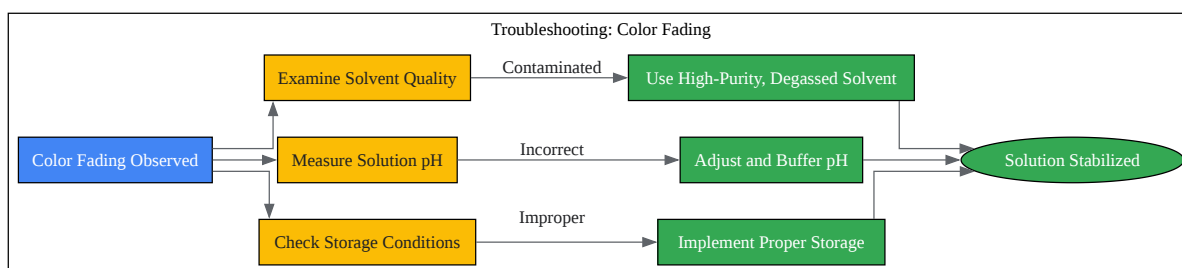 Troubleshooting: Color Fading
Examine Solvent Quality
Contaminated
Use High-Purity, Degassed Solvent
Color Fading Observed
Measure Solution pH
Incorrect
Adjust and Buffer pH
Solution Stabilized
Check Storage Conditions
Improper
Implement Proper Storage